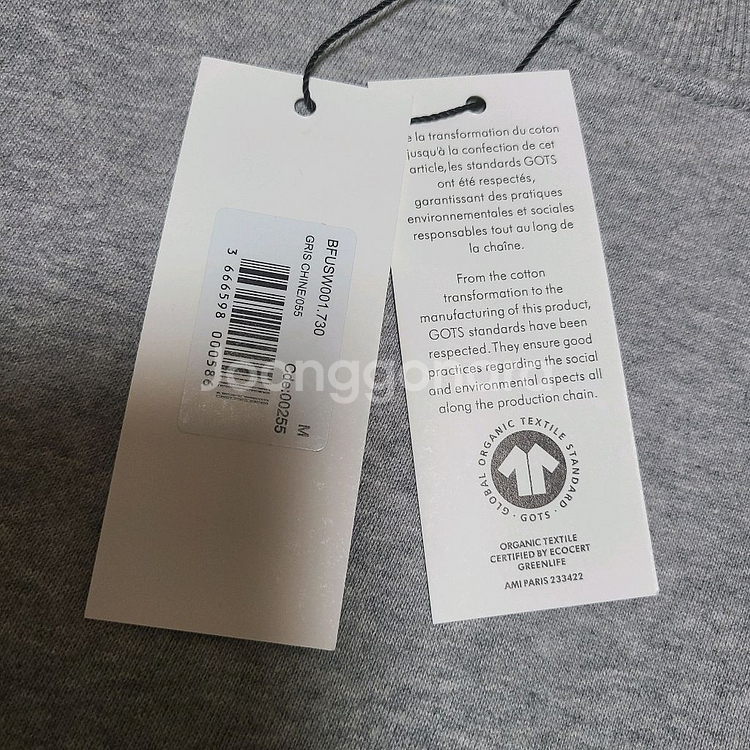 BFUSW001.730
GRIS CHINE/055
3 666598 000586
Cde:00255
M
e la transformation du coton
jusqu'à la confection de cet
article, les standards GOTS
ont été respectés,
garantissant des pratiques
environnementales et sociales
responsables tout au long de
la chaîne.
From the cotton
transformation to the
manufacturing of this product,
GOTS standards have been
respected. They ensure good
practices regarding the social
and environmental aspects all
along the production chain.
GLOBAL ORGANIC TEXTILE STANDARD
· GOTS ·
ORGANIC TEXTILE
CERTIFIED BY ECOCERT
GREENLIFE
AMI PARIS 233422